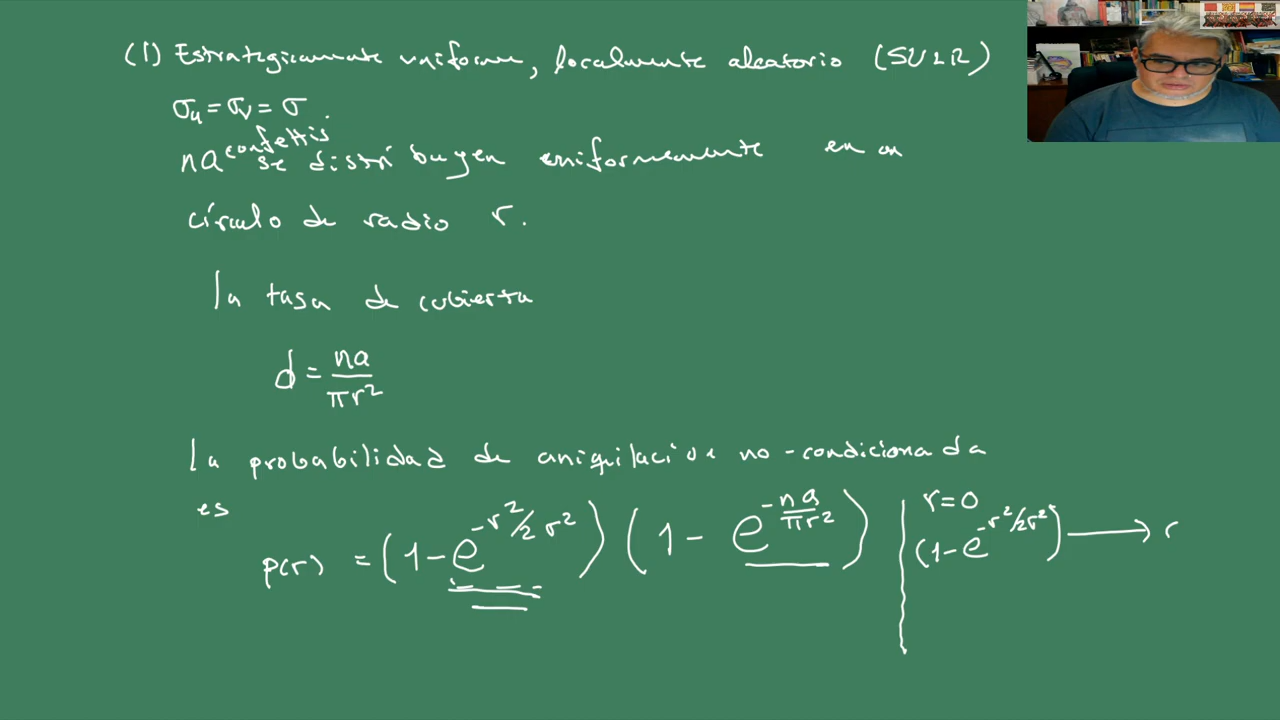 (1) Estrategicamente uniforme, localmente aleatorio (SULR)
σu = σv = σ.
confettis
na se distribuyen uniformemente en un
círculo de radio r.
la tasa de cubierta
d = na/πr²
la probabilidad de aniquilación no-condicionada
es
p(r) = (1 - e^{-r²/2σ²}) (1 - e^{-na/πr²})
r = 0
(1 - e^{-r²/2σ²}) ⟶